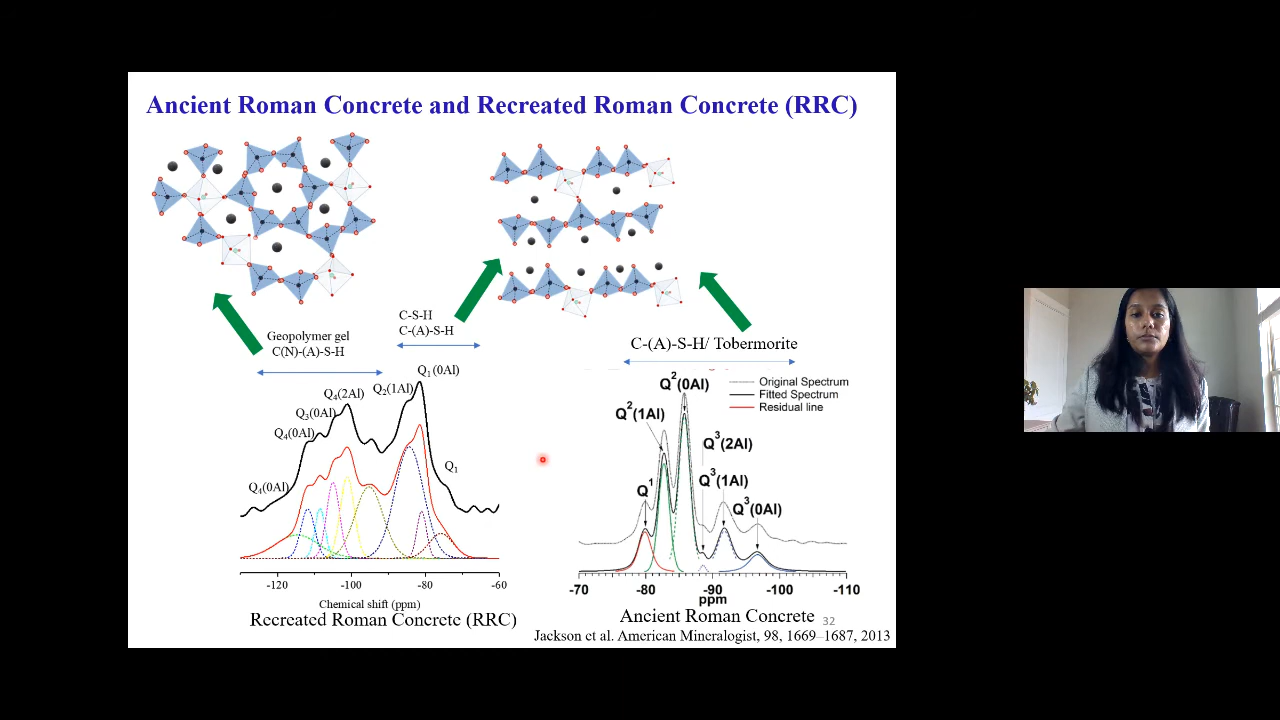 Ancient Roman Concrete and Recreated Roman Concrete (RRC)
Geopolymer gel
C(N)-(A)-S-H
C-S-H
C-(A)-S-H
C-(A)-S-H/ Tobermorite
Q4(0Al)
Q4(0Al)
Q3(0Al)
Q4(2Al)
Q2(1Al)
Q1(0Al)
Q1
-120 -100 -80 -60
Chemical shift (ppm)
Recreated Roman Concrete (RRC)
Original Spectrum
Fitted Spectrum
Residual line
Q1
Q2(1Al)
Q2(0Al)
Q3(2Al)
Q3(1Al)
Q3(0Al)
-70 -80 -90 -100 -110
ppm
Ancient Roman Concrete
32
Jackson et al. American Mineralogist, 98, 1669–1687, 2013